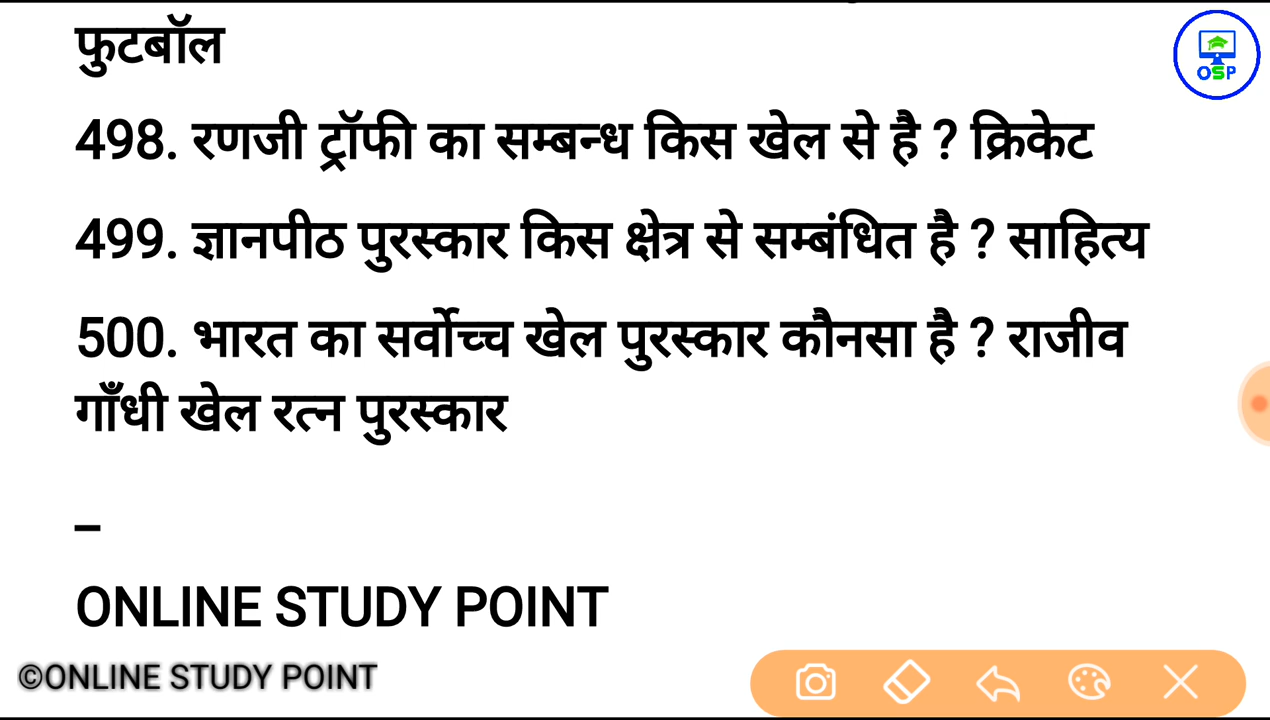 फुटबॉल
OSP
498. रणजी ट्रॉफी का सम्बन्ध किस खेल से है ? क्रिकेट
499. ज्ञानपीठ पुरस्कार किस क्षेत्र से सम्बंधित है ? साहित्य
500. भारत का सर्वोच्च खेल पुरस्कार कौनसा है ? राजीव
गाँधी खेल रत्न पुरस्कार
–
ONLINE STUDY POINT
©ONLINE STUDY POINT